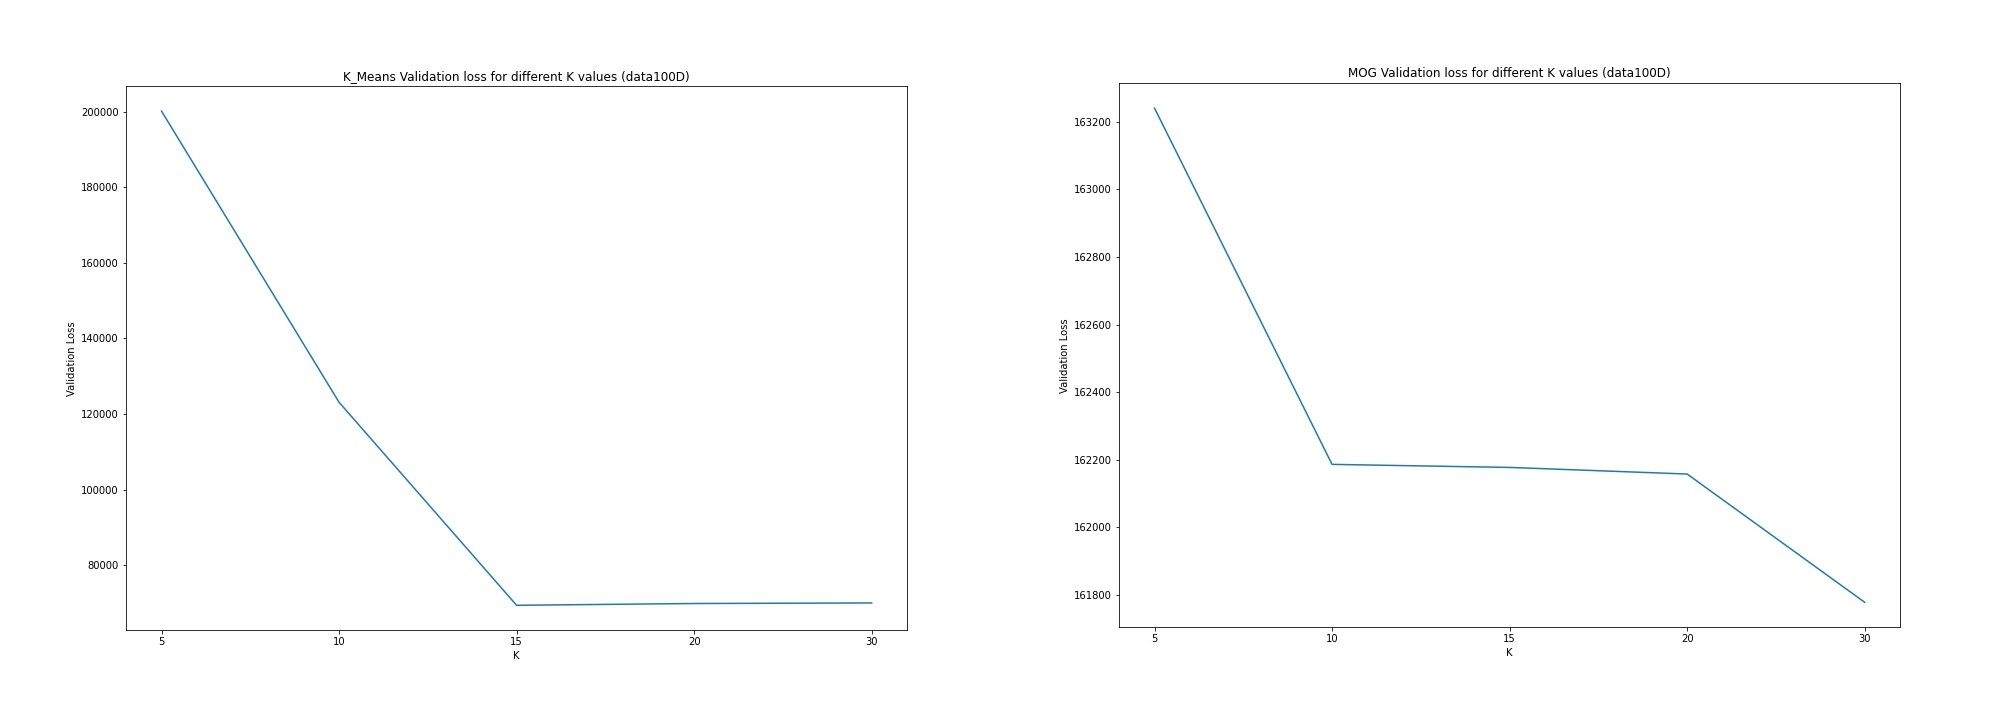 K_Means Validation loss for different K values (data100D)
200000
180000
160000
140000
120000
100000
80000
Validation Loss
5 10 15 20 30
K
MOG Validation loss for different K values (data100D)
163200
163000
162800
162600
162400
162200
162000
161800
Validation Loss
5 10 15 20 30
K